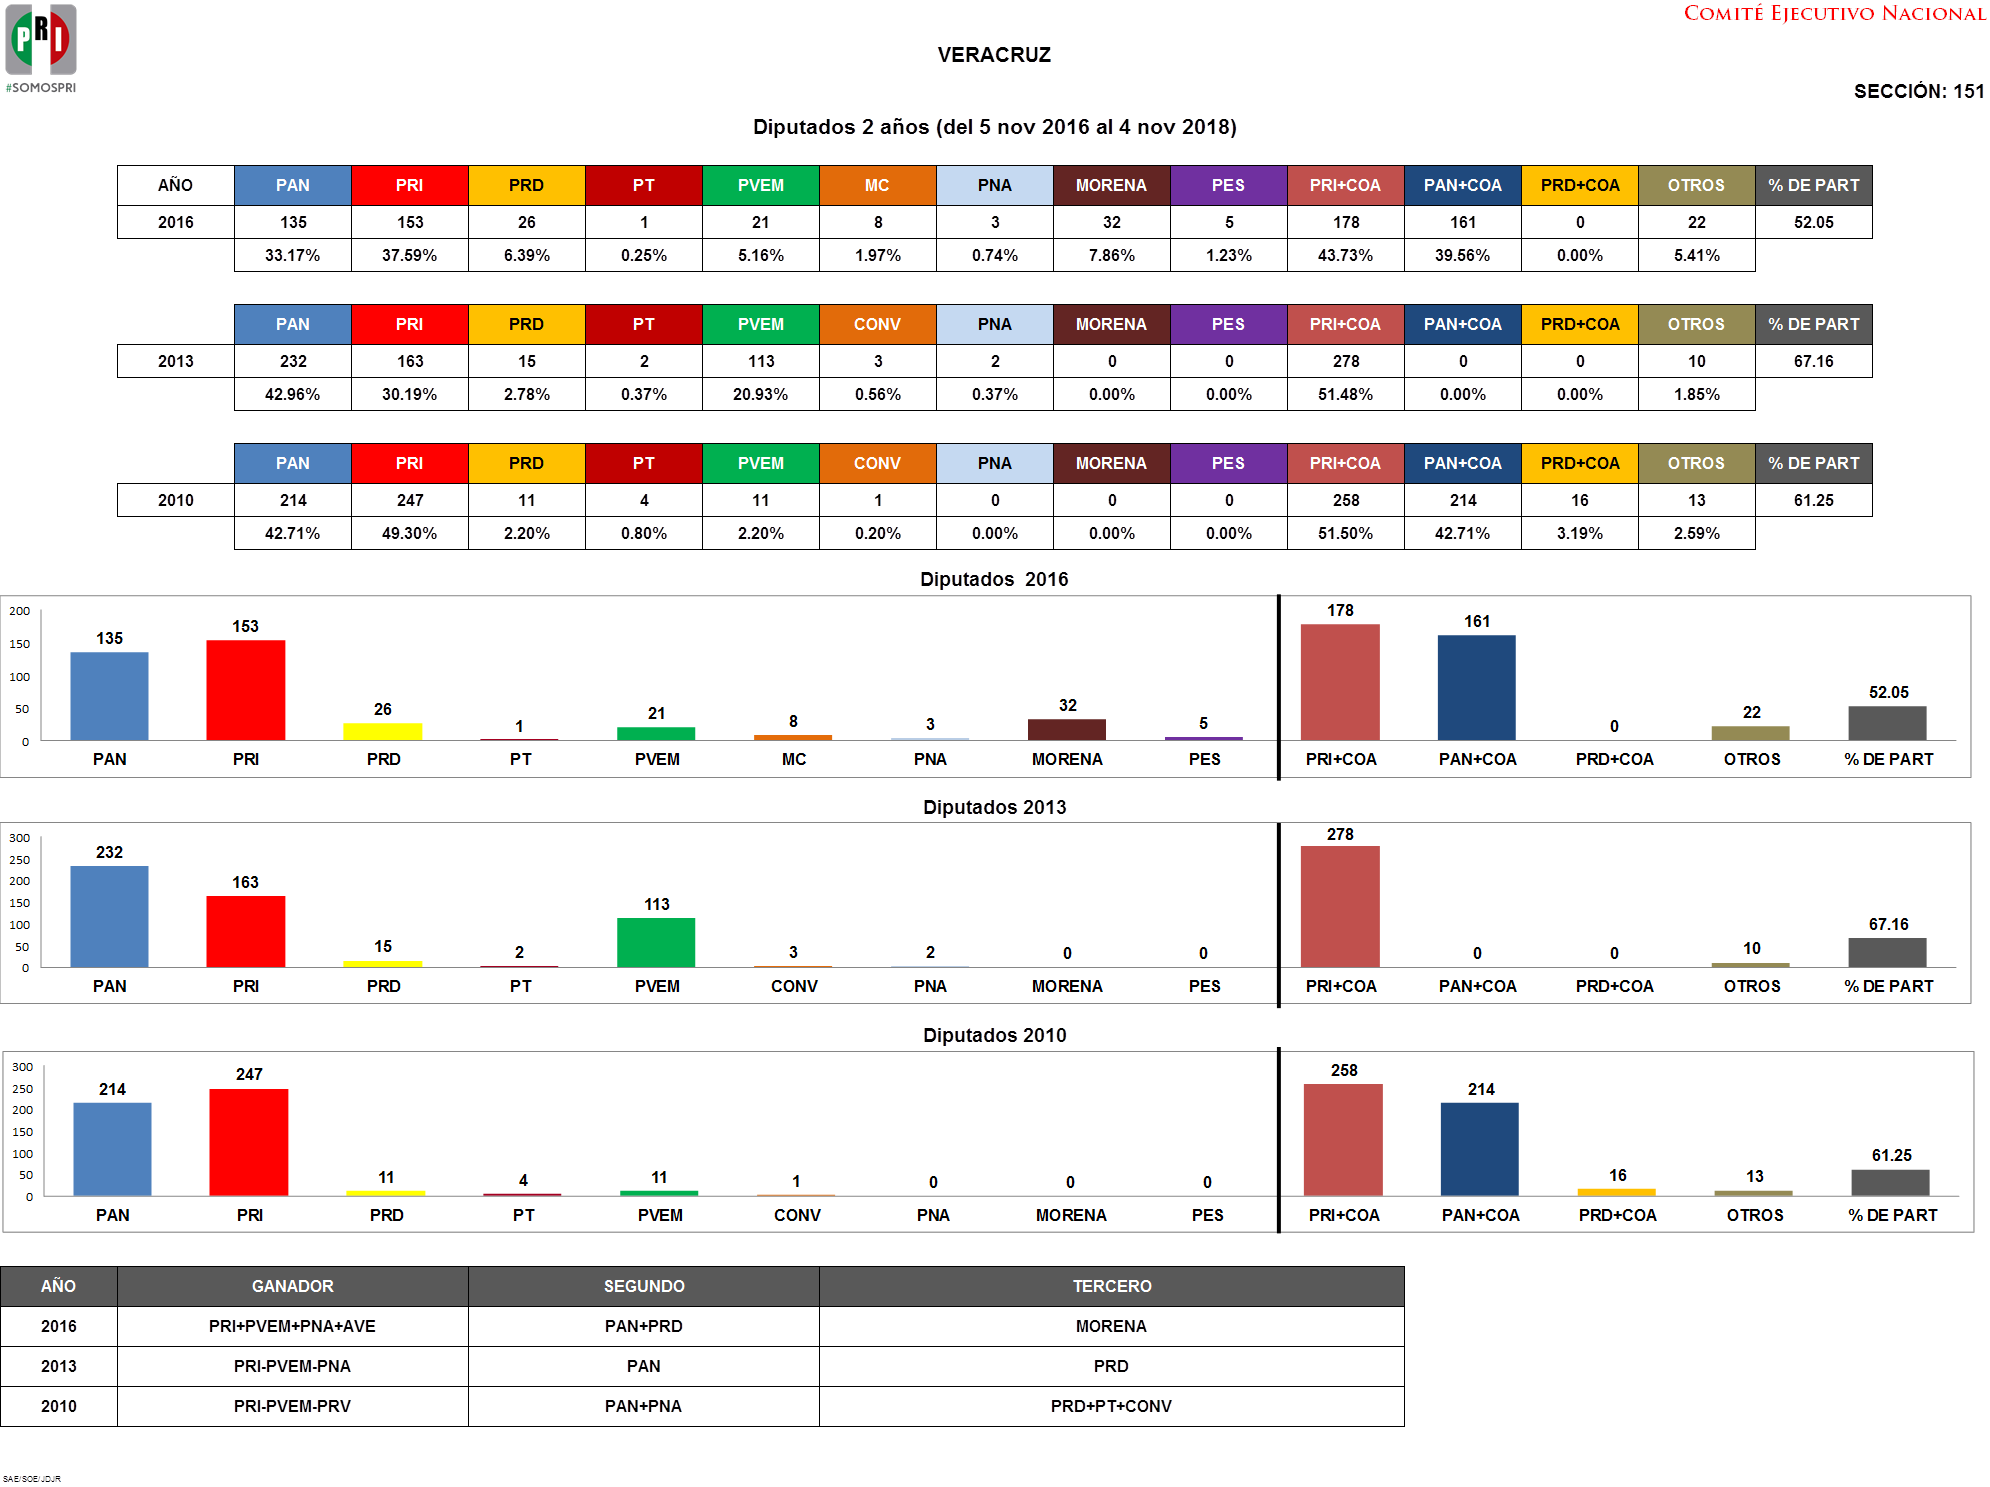 COMITÉ EJECUTIVO NACIONAL
PRI
#SOMOSPRI
VERACRUZ
SECCIÓN: 151
Diputados 2 años (del 5 nov 2016 al 4 nov 2018)
AÑO PAN PRI PRD PT PVEM MC PNA MORENA PES PRI+COA PAN+COA PRD+COA OTROS % DE PART
2016 135 153 26 1 21 8 3 32 5 178 161 0 22 52.05
33.17% 37.59% 6.39% 0.25% 5.16% 1.97% 0.74% 7.86% 1.23% 43.73% 39.56% 0.00% 5.41%
PAN PRI PRD PT PVEM CONV PNA MORENA PES PRI+COA PAN+COA PRD+COA OTROS % DE PART
2013 232 163 15 2 113 3 2 0 0 278 0 0 10 67.16
42.96% 30.19% 2.78% 0.37% 20.93% 0.56% 0.37% 0.00% 0.00% 51.48% 0.00% 0.00% 1.85%
PAN PRI PRD PT PVEM CONV PNA MORENA PES PRI+COA PAN+COA PRD+COA OTROS % DE PART
2010 214 247 11 4 11 1 0 0 0 258 214 16 13 61.25
42.71% 49.30% 2.20% 0.80% 2.20% 0.20% 0.00% 0.00% 0.00% 51.50% 42.71% 3.19% 2.59%
Diputados 2016
200
150
100
50
0
135 153 26 1 21 8 3 32 5 178 161 0 22 52.05
PAN PRI PRD PT PVEM MC PNA MORENA PES PRI+COA PAN+COA PRD+COA OTROS % DE PART
Diputados 2013
300
250
200
150
100
50
0
232 163 15 2 113 3 2 0 0 278 0 0 10 67.16
PAN PRI PRD PT PVEM CONV PNA MORENA PES PRI+COA PAN+COA PRD+COA OTROS % DE PART
Diputados 2010
300
250
200
150
100
50
0
214 247 11 4 11 1 0 0 0 258 214 16 13 61.25
PAN PRI PRD PT PVEM CONV PNA MORENA PES PRI+COA PAN+COA PRD+COA OTROS % DE PART
AÑO GANADOR SEGUNDO TERCERO
2016 PRI+PVEM+PNA+AVE PAN+PRD MORENA
2013 PRI-PVEM-PNA PAN PRD
2010 PRI-PVEM-PRV PAN+PNA PRD+PT+CONV
SAE/SOE/JDJR